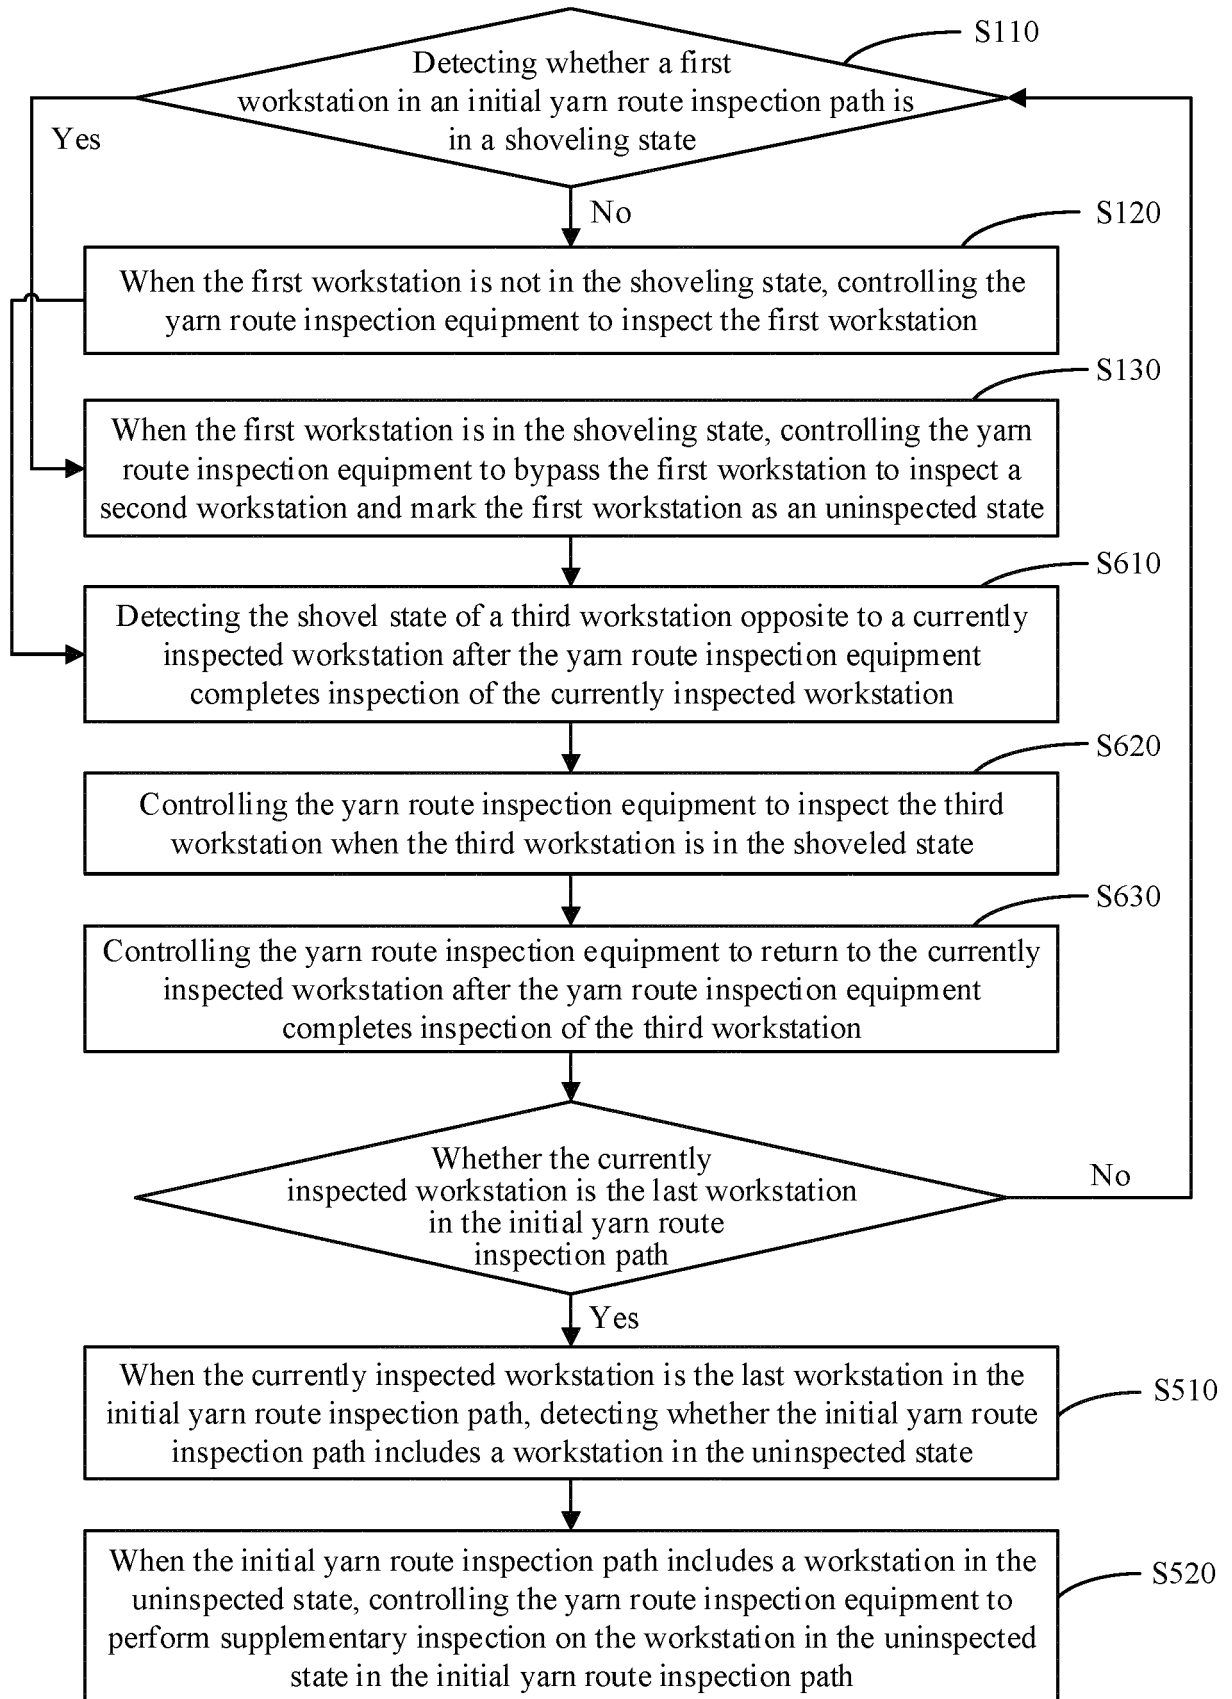 S110
Detecting whether a first
workstation in an initial yarn route inspection path is
in a shoveling state
Yes
No
S120
When the first workstation is not in the shoveling state, controlling the
yarn route inspection equipment to inspect the first workstation
S130
When the first workstation is in the shoveling state, controlling the yarn
route inspection equipment to bypass the first workstation to inspect a
second workstation and mark the first workstation as an uninspected state
S610
Detecting the shovel state of a third workstation opposite to a currently
inspected workstation after the yarn route inspection equipment
completes inspection of the currently inspected workstation
S620
Controlling the yarn route inspection equipment to inspect the third
workstation when the third workstation is in the shoveled state
S630
Controlling the yarn route inspection equipment to return to the currently
inspected workstation after the yarn route inspection equipment
completes inspection of the third workstation
Whether the currently
inspected workstation is the last workstation
in the initial yarn route
inspection path
No
Yes
S510
When the currently inspected workstation is the last workstation in the
initial yarn route inspection path, detecting whether the initial yarn route
inspection path includes a workstation in the uninspected state
S520
When the initial yarn route inspection path includes a workstation in the
uninspected state, controlling the yarn route inspection equipment to
perform supplementary inspection on the workstation in the uninspected
state in the initial yarn route inspection path